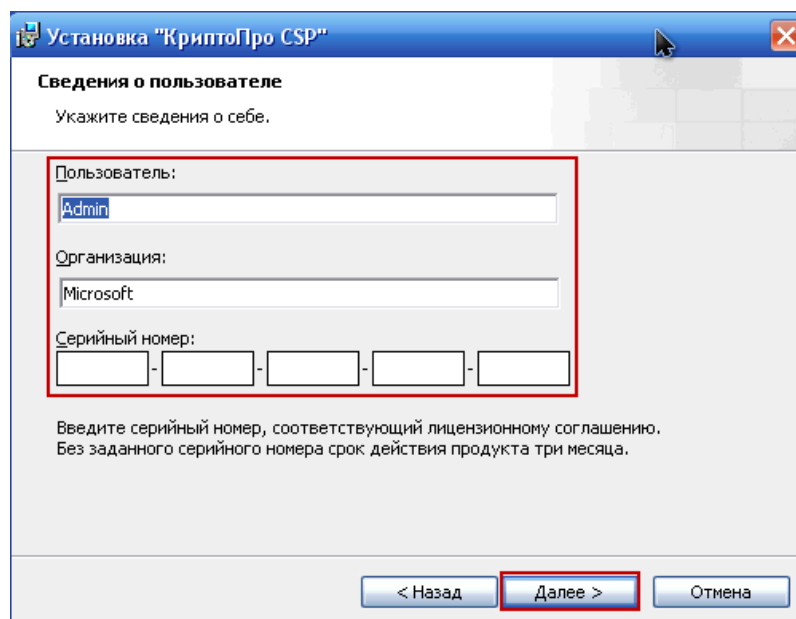 Установка "КриптоПро CSP"
Сведения о пользователе
Укажите сведения о себе.
Пользователь:
Admin
Организация:
Microsoft
Серийный номер:
- - - -
Введите серийный номер, соответствующий лицензионному соглашению.
Без заданного серийного номера срок действия продукта три месяца.
< Назад Далее > Отмена